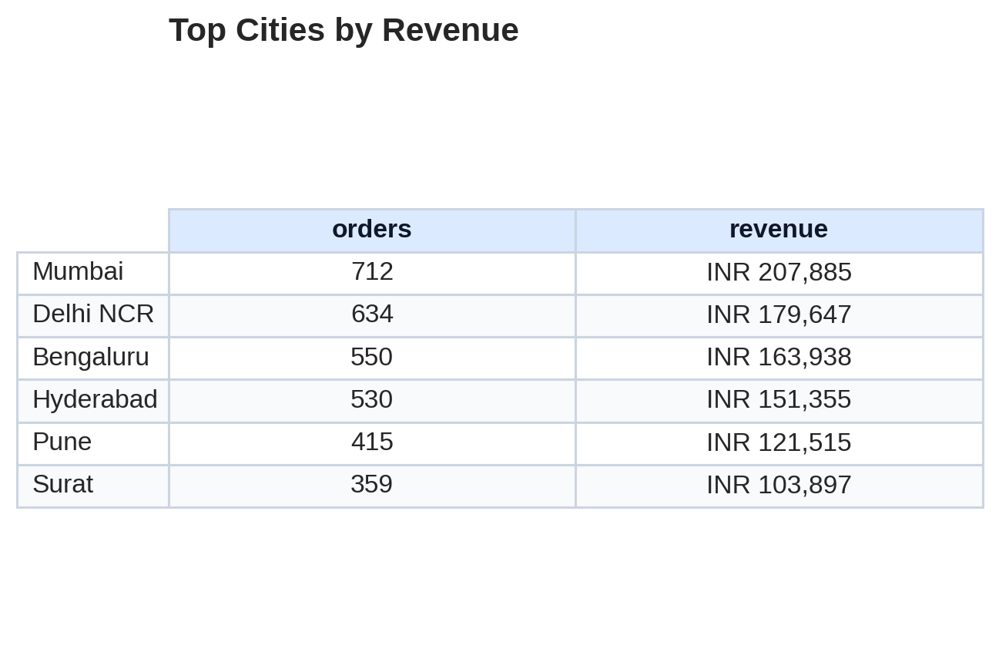 Top Cities by Revenue
orders revenue
Mumbai 712 INR 207,885
Delhi NCR 634 INR 179,647
Bengaluru 550 INR 163,938
Hyderabad 530 INR 151,355
Pune 415 INR 121,515
Surat 359 INR 103,897